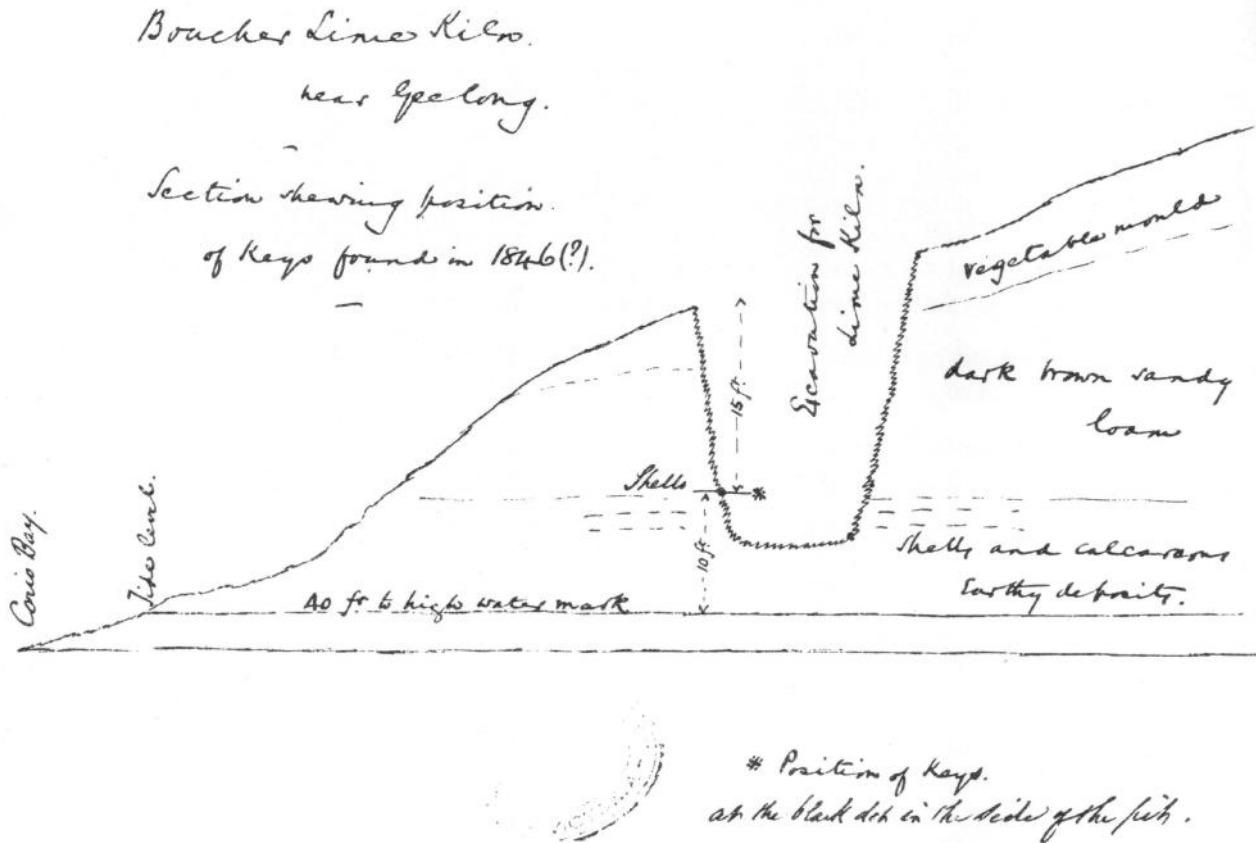 Boucher Lime Kiln.
near Geelong.
Section shewing position
of Keys found in 1846(?).
Excavation for
Lime Kiln.
vegetable mould
dark brown sandy
loam
15 ft
Shells
*
10 ft
shells and calcareous
Earthy deposits.
Corio Bay.
Tide level.
40 ft to high water mark
* Position of Keys.
at the black dot in the side of the pit.